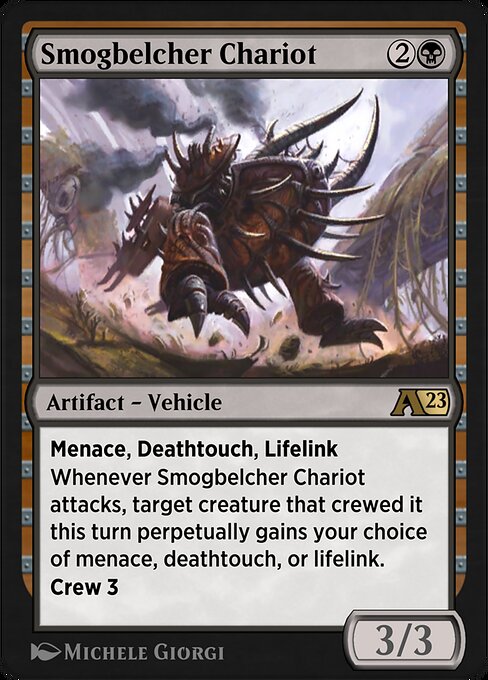 Smogbelcher Chariot 2
Artifact – Vehicle A23
Menace, Deathtouch, Lifelink
Whenever Smogbelcher Chariot
attacks, target creature that crewed it
this turn perpetually gains your choice
of menace, deathtouch, or lifelink.
Crew 3
3/3
Michele Giorgi